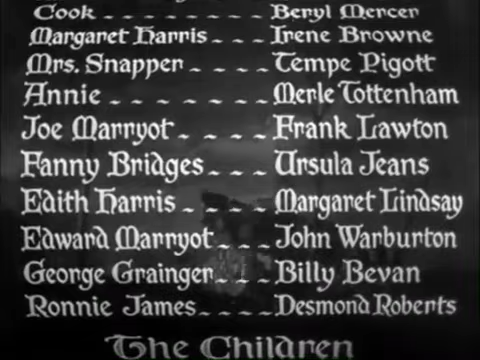 Cook Beryl Mercer
Margaret Harris Irene Browne
Mrs. Snapper Tempe Pigott
Annie Merle Tottenham
Joe Marryot Frank Lawton
Fanny Bridges Ursula Jeans
Edith Harris Margaret Lindsay
Edward Marryot John Warburton
George Grainger Billy Bevan
Ronnie James Desmond Roberts
The Children